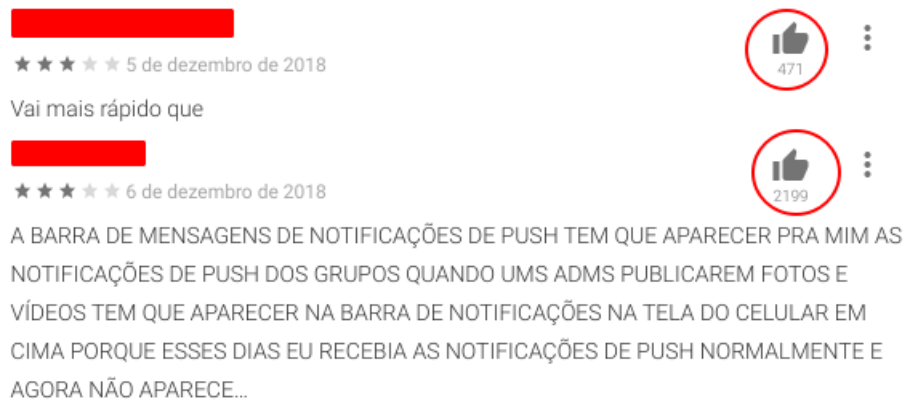 5 de dezembro de 2018
471
Vai mais rápido que
6 de dezembro de 2018
2199
A BARRA DE MENSAGENS DE NOTIFICAÇÕES DE PUSH TEM QUE APARECER PRA MIM AS
NOTIFICAÇÕES DE PUSH DOS GRUPOS QUANDO UMS ADMS PUBLICAREM FOTOS E
VÍDEOS TEM QUE APARECER NA BARRA DE NOTIFICAÇÕES NA TELA DO CELULAR EM
CIMA PORQUE ESSES DIAS EU RECEBIA AS NOTIFICAÇÕES DE PUSH NORMALMENTE E
AGORA NÃO APARECE...